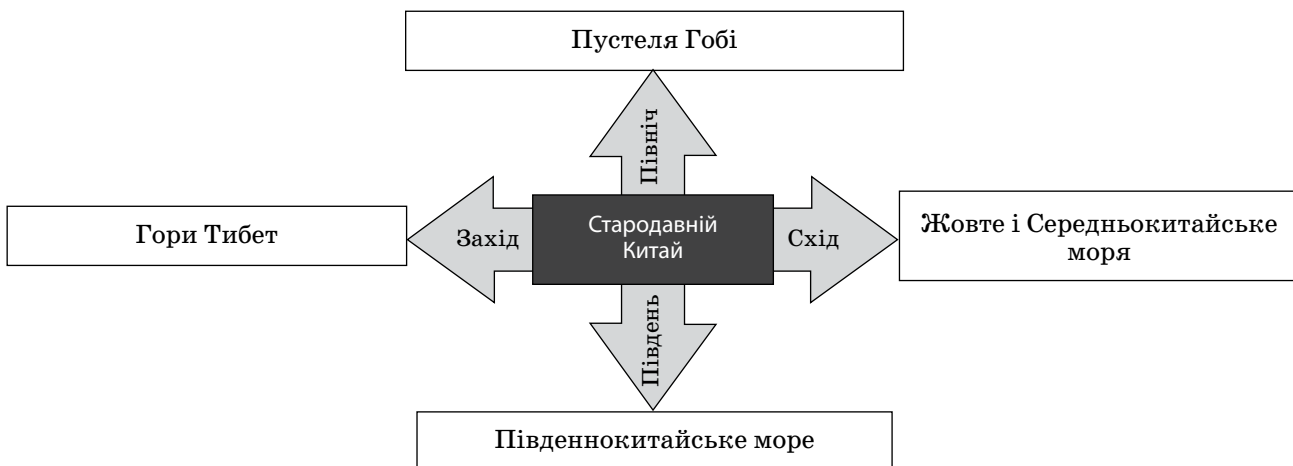 Пустеля Гобі
Північ
Гори Тибет
Захід
Стародавній
Китай
Схід
Жовте і Середньокитайське
моря
Південь
Південнокитайське море